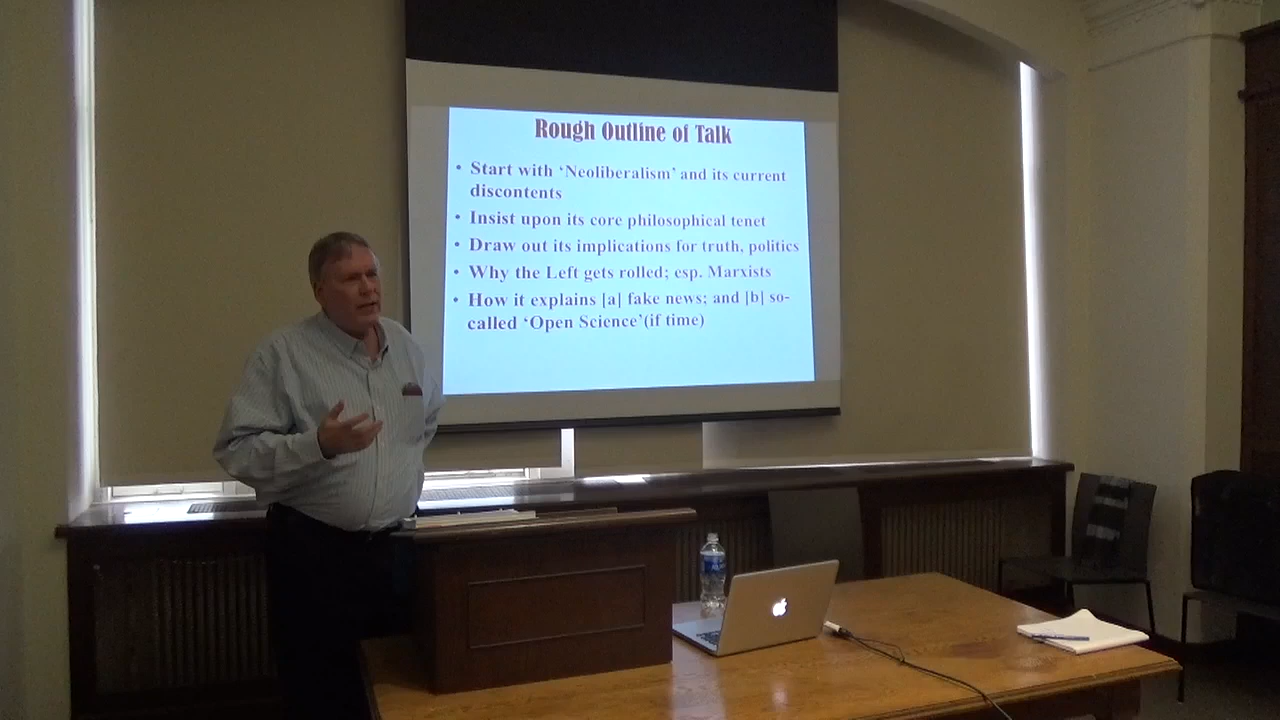 Rough Outline of Talk
• Start with ‘Neoliberalism’ and its current
discontents
• Insist upon its core philosophical tenet
• Draw out its implications for truth, politics
• Why the Left gets rolled; esp. Marxists
• How it explains [a] fake news; and [b] so-
called ‘Open Science’(if time)